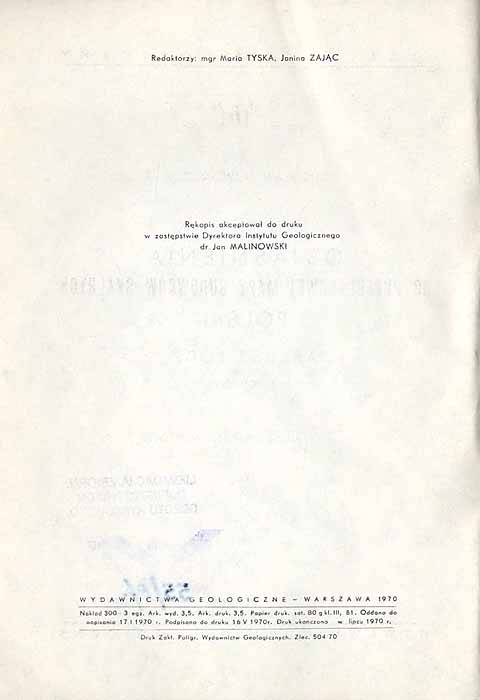 Redaktorzy: mgr Maria TYSKA, Janina ZAJĄC
Rękopis akceptował do druku
w zastępstwie Dyrektora Instytutu Geologicznego
dr Jan MALINOWSKI
WYDAWNICTWA GEOLOGICZNE – WARSZAWA 1970
Nakład 300 + 3 egz. Ark. wyd. 3,5. Ark. druk. 3,5. Papier druk. sat. 80 g kl. III, 61. Oddano do
napisania 17 I 1970 r. Podpisano do druku 16 V 1970r. Druk ukończono w lipcu 1970 r.
Druk Zakł. Poligr. Wydawnictw Geologicznych. Zlec. 504 70